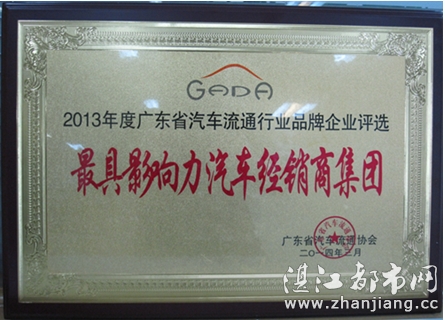 GADA
2013年度广东省汽车流通行业品牌企业评选
最具影响力汽车经销商集团
广东省汽车流通协会
二〇一四年三月
湛江都市网
www.zhanjiang.cc